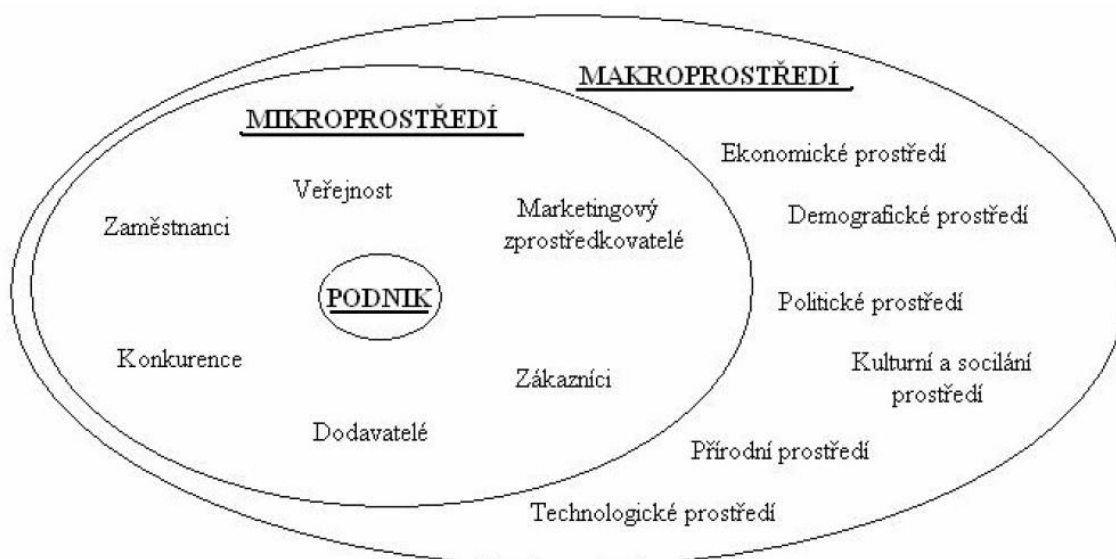 MAKROPROSTŘEDÍ
MIKROPROSTŘEDÍ
Ekonomické prostředí
Veřejnost
Demografické prostředí
Zaměstnanci
Marketingový
zprostředkovatelé
PODNIK
Politické prostředí
Konkurence
Zákazníci
Kulturní a socilání
prostředí
Dodavatelé
Přírodní prostředí
Technologické prostředí